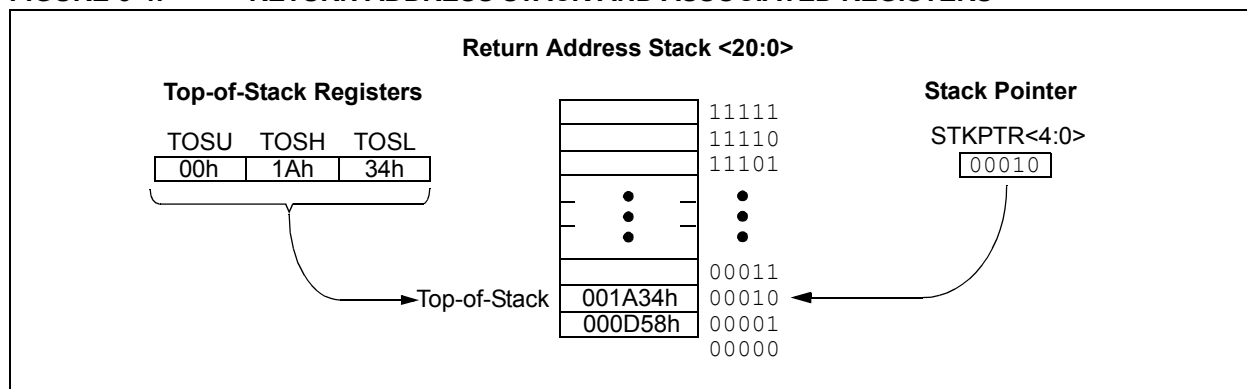 Return Address Stack <20:0>
Top-of-Stack Registers
Stack Pointer
TOSU TOSH TOSL
STKPTR<4:0>
00h 1Ah 34h
00010
11111
11110
11101
00011
Top-of-Stack 001A34h 00010
000D58h 00001
00000